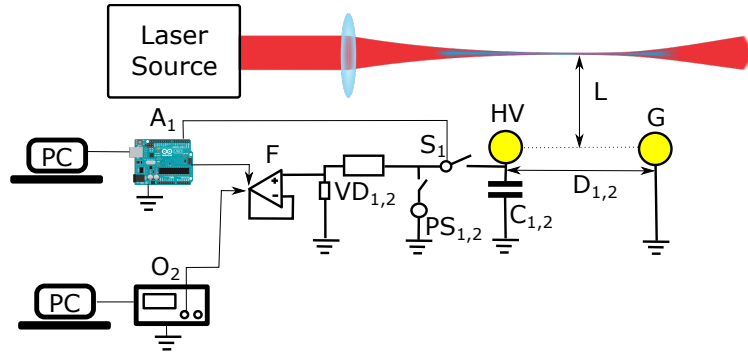 Laser
Source
L
A₁
HV
G
PC
F
S₁
VD₁,₂
D₁,₂
C₁,₂
PS₁,₂
O₂
PC